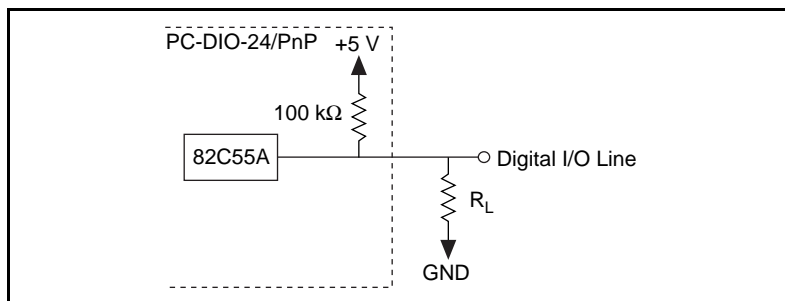 PC-DIO-24/PnP
+5 V
100 kΩ
82C55A
Digital I/O Line
RL
GND